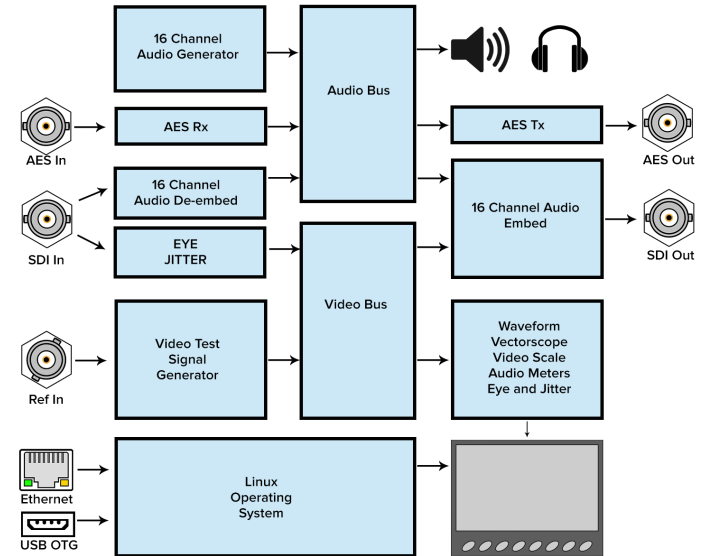 16 Channel
Audio Generator
Audio Bus
AES In
AES Rx
AES Tx
AES Out
SDI In
16 Channel
Audio De-embed
EYE
JITTER
16 Channel Audio
Embed
SDI Out
Video Bus
Ref In
Video Test
Signal
Generator
Waveform
Vectorscope
Video Scale
Audio Meters
Eye and Jitter
Ethernet
USB OTG
Linux
Operating
System